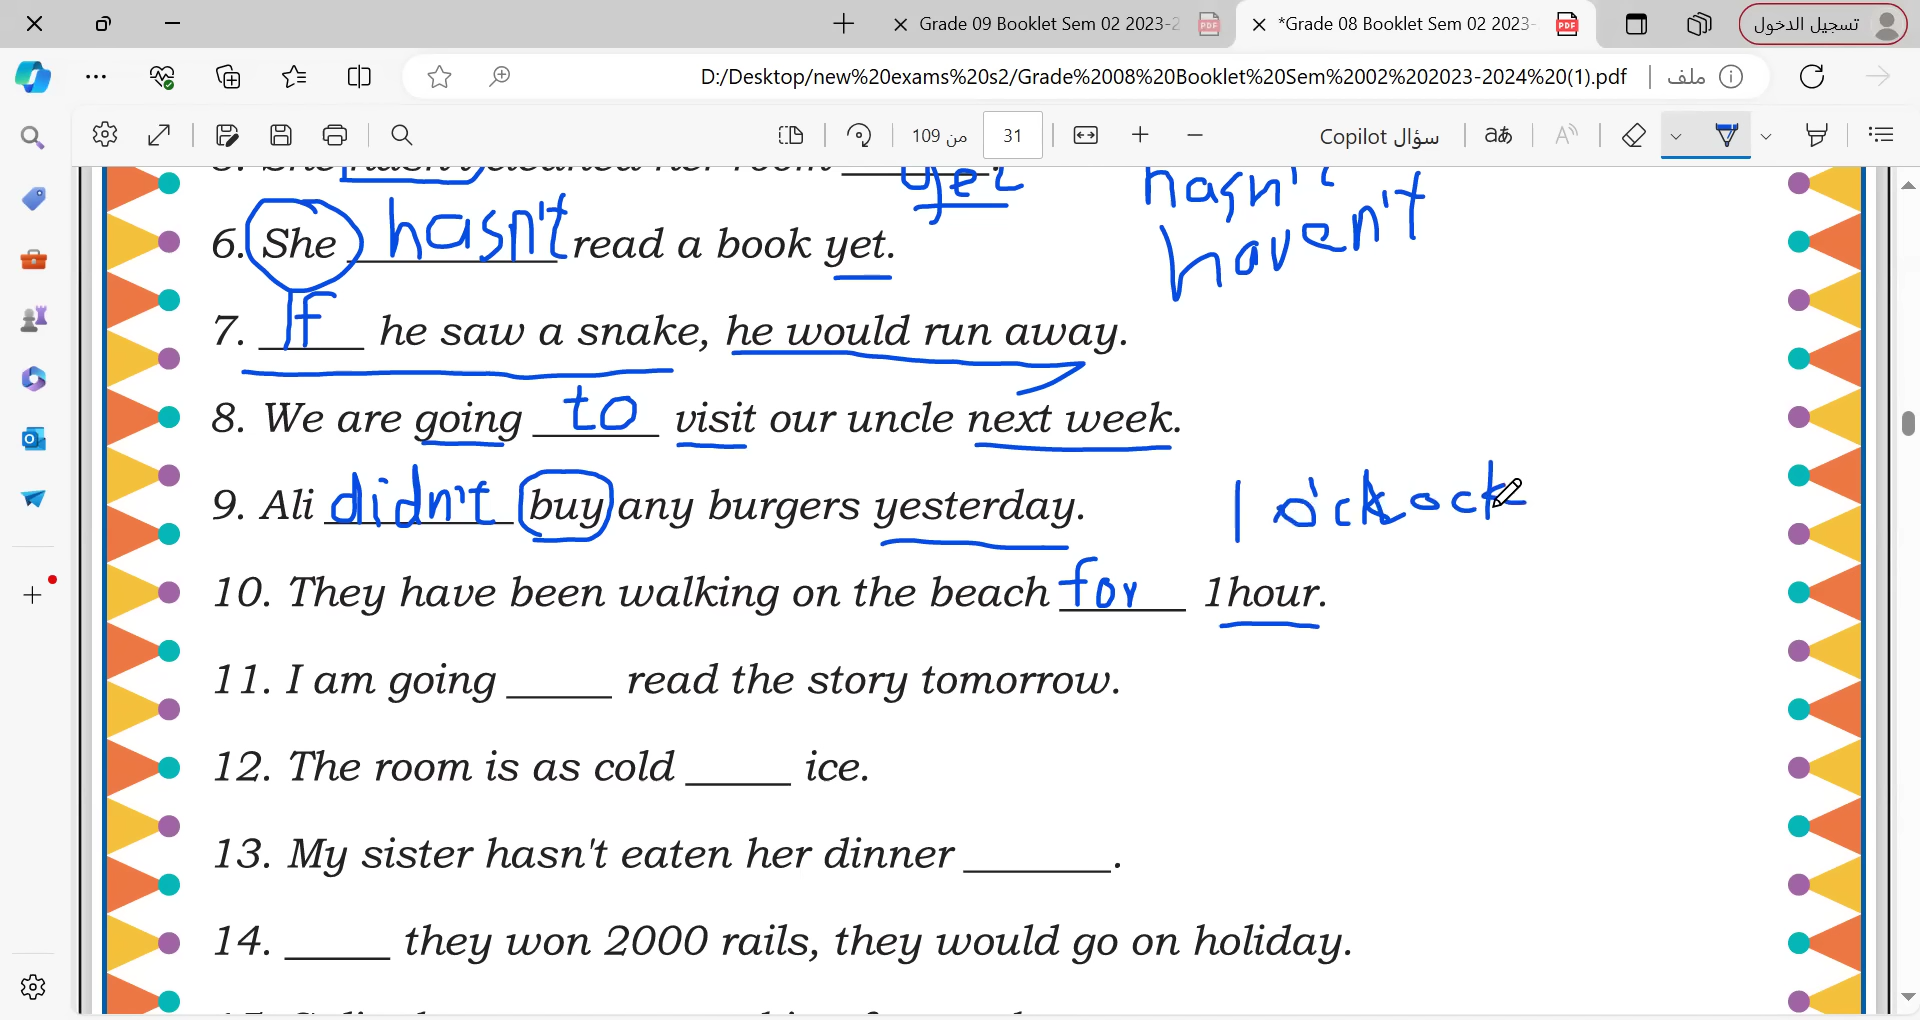 Grade 09 Booklet Sem 02 2023-2
*Grade 08 Booklet Sem 02 2023-
تسجيل الدخول
D:/Desktop/new%20exams%20s2/Grade%2008%20Booklet%20Sem%2002%202023-2024%20(1).pdf
ملف
109 من
31
سؤال Copilot
hasn't cleaned her room yet.
hasn't
6. She hasn't read a book yet.
haven't
7. If he saw a snake, he would run away.
8. We are going to visit our uncle next week.
9. Ali didn't buy any burgers yesterday.
1 o'clock
10. They have been walking on the beach for 1hour.
11. I am going _____ read the story tomorrow.
12. The room is as cold _____ ice.
13. My sister hasn't eaten her dinner _______.
14. _____ they won 2000 rails, they would go on holiday.